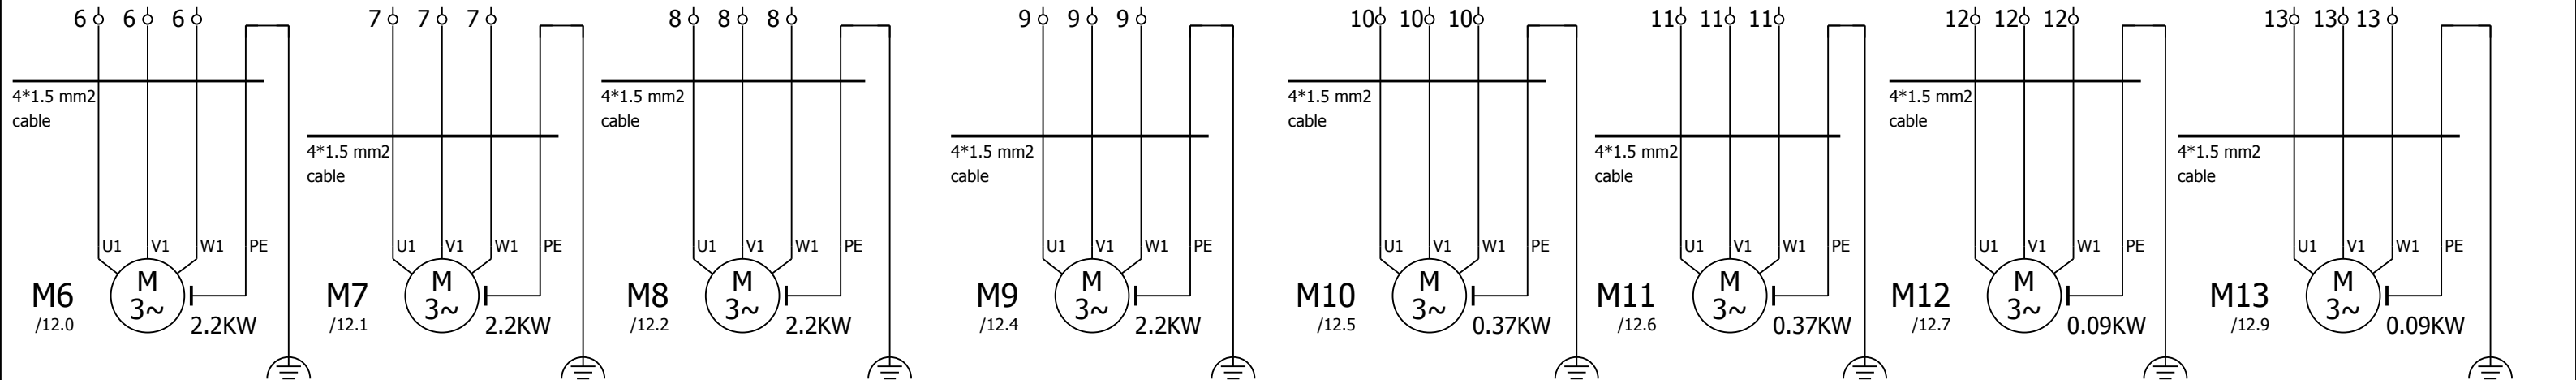 6 6 6 7 7 7 8 8 8 9 9 9 10 10 10 11 11 11 12 12 12 13 13 13
4*1.5 mm2 4*1.5 mm2 4*1.5 mm2 4*1.5 mm2
cable cable cable cable
4*1.5 mm2 4*1.5 mm2 4*1.5 mm2 4*1.5 mm2
cable cable cable cable
U1 V1 W1 PE U1 V1 W1 PE U1 V1 W1 PE U1 V1 W1 PE U1 V1 W1 PE U1 V1 W1 PE U1 V1 W1 PE U1 V1 W1 PE
M M M M M M M M
M6 3~ M7 3~ M8 3~ M9 3~ M10 3~ M11 3~ M12 3~ M13 3~
/12.0 2.2KW /12.1 2.2KW /12.2 2.2KW /12.4 2.2KW /12.5 0.37KW /12.6 0.37KW /12.7 0.09KW /12.9 0.09KW